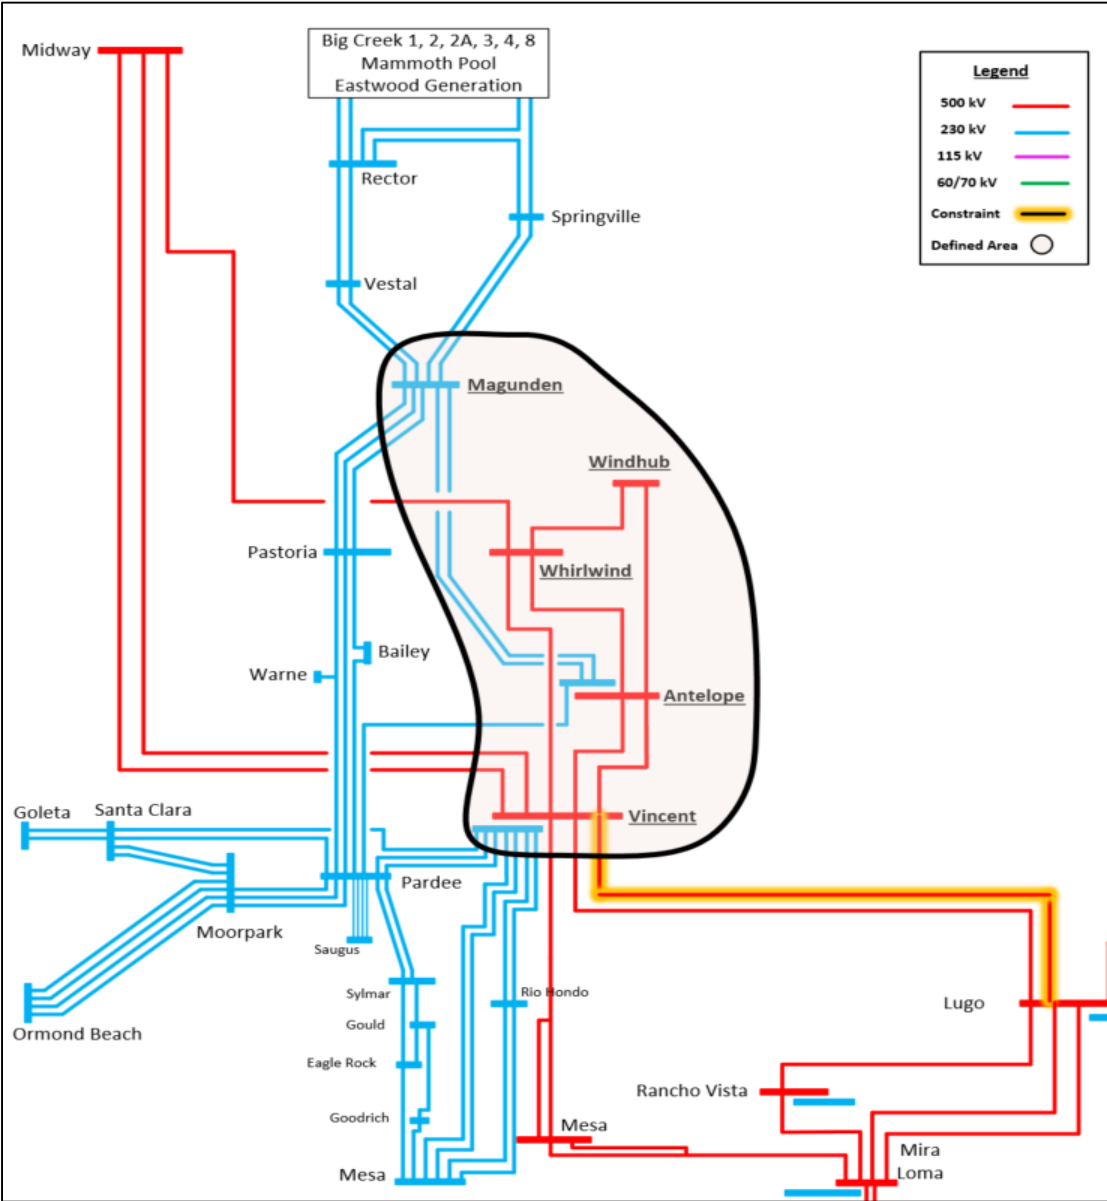 Midway
Big Creek 1, 2, 2A, 3, 4, 8
Mammoth Pool
Eastwood Generation
Legend
500 kV
230 kV
115 kV
60/70 kV
Constraint
Defined Area
Rector
Springville
Vestal
Magunden
Windhub
Pastoria
Whirlwind
Bailey
Warne
Antelope
Goleta
Santa Clara
Vincent
Pardee
Moorpark
Saugus
Sylmar
Rio Hondo
Lugo
Ormond Beach
Gould
Eagle Rock
Rancho Vista
Goodrich
Mesa
Mira
Loma
Mesa